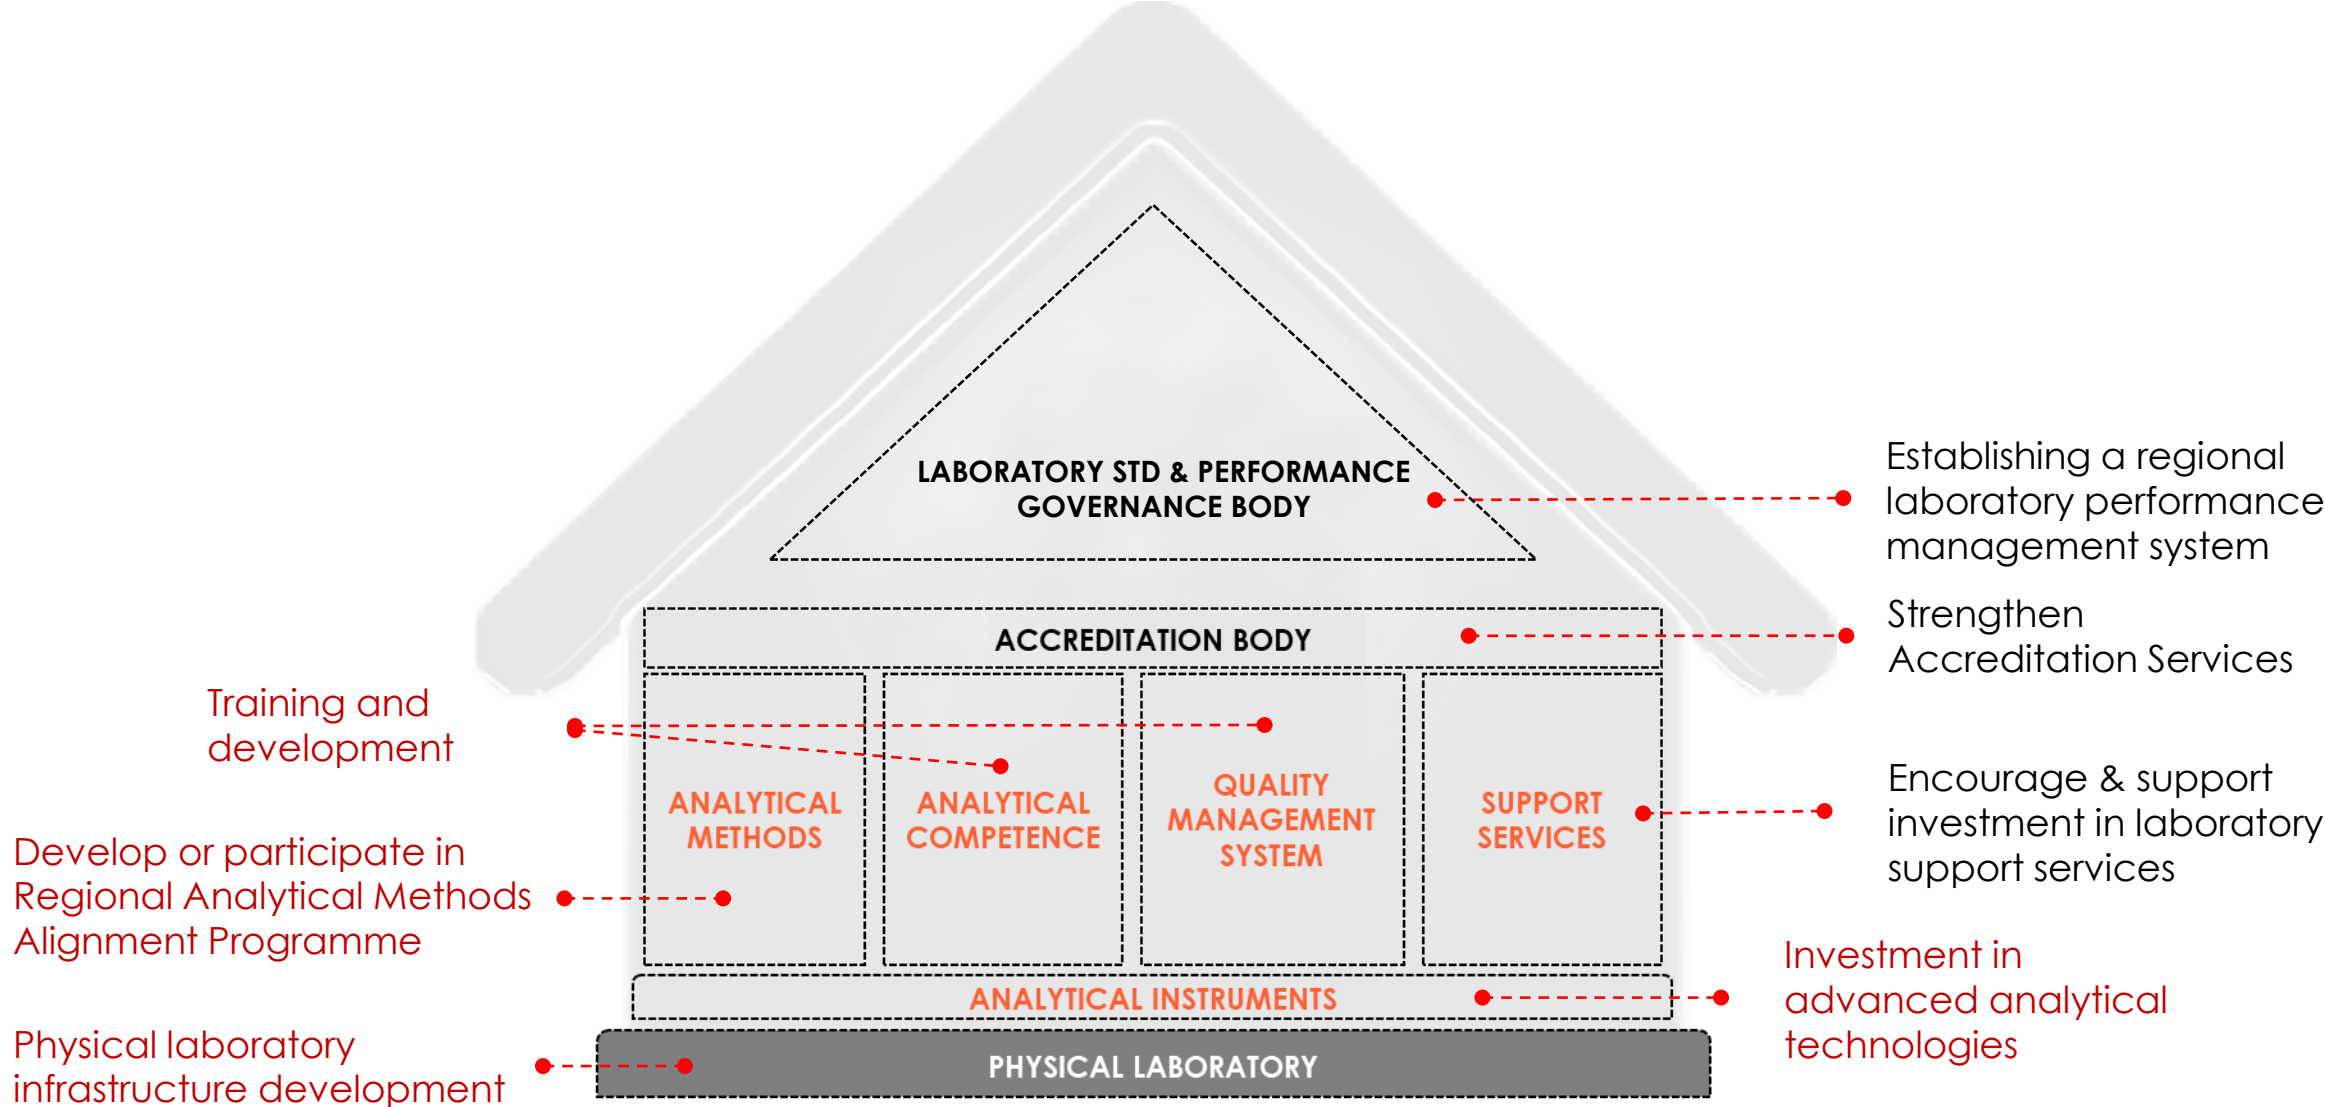 LABORATORY STD & PERFORMANCE
GOVERNANCE BODY
Establishing a regional
laboratory performance
management system
ACCREDITATION BODY
Strengthen
Accreditation Services
Training and
development
ANALYTICAL
METHODS
ANALYTICAL
COMPETENCE
QUALITY
MANAGEMENT
SYSTEM
SUPPORT
SERVICES
Encourage & support
investment in laboratory
support services
Develop or participate in
Regional Analytical Methods
Alignment Programme
ANALYTICAL INSTRUMENTS
Investment in
advanced analytical
technologies
Physical laboratory
infrastructure development
PHYSICAL LABORATORY